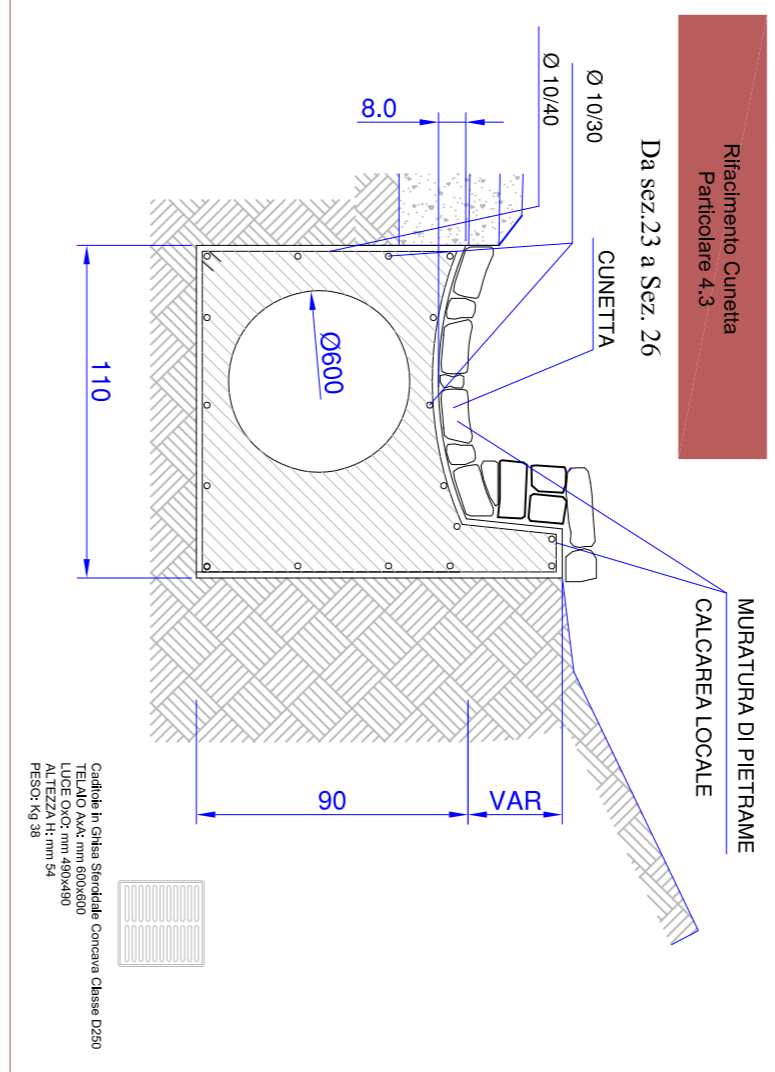 Rifacimento Cunetta
Particolare 4.3
Da sez.23 a Sez. 26
Ø 10/30
Ø 10/40
8.0
CUNETTA
MURATURA DI PIETRAME
CALCAREA LOCALE
Ø600
110
90
VAR
Caditoie in Ghisa Sferoidale Concava Classe D250
TELAIO AxA: mm 600x600
LUCE OxO: mm 490x490
ALTEZZA H: mm 54
PESO: Kg 38